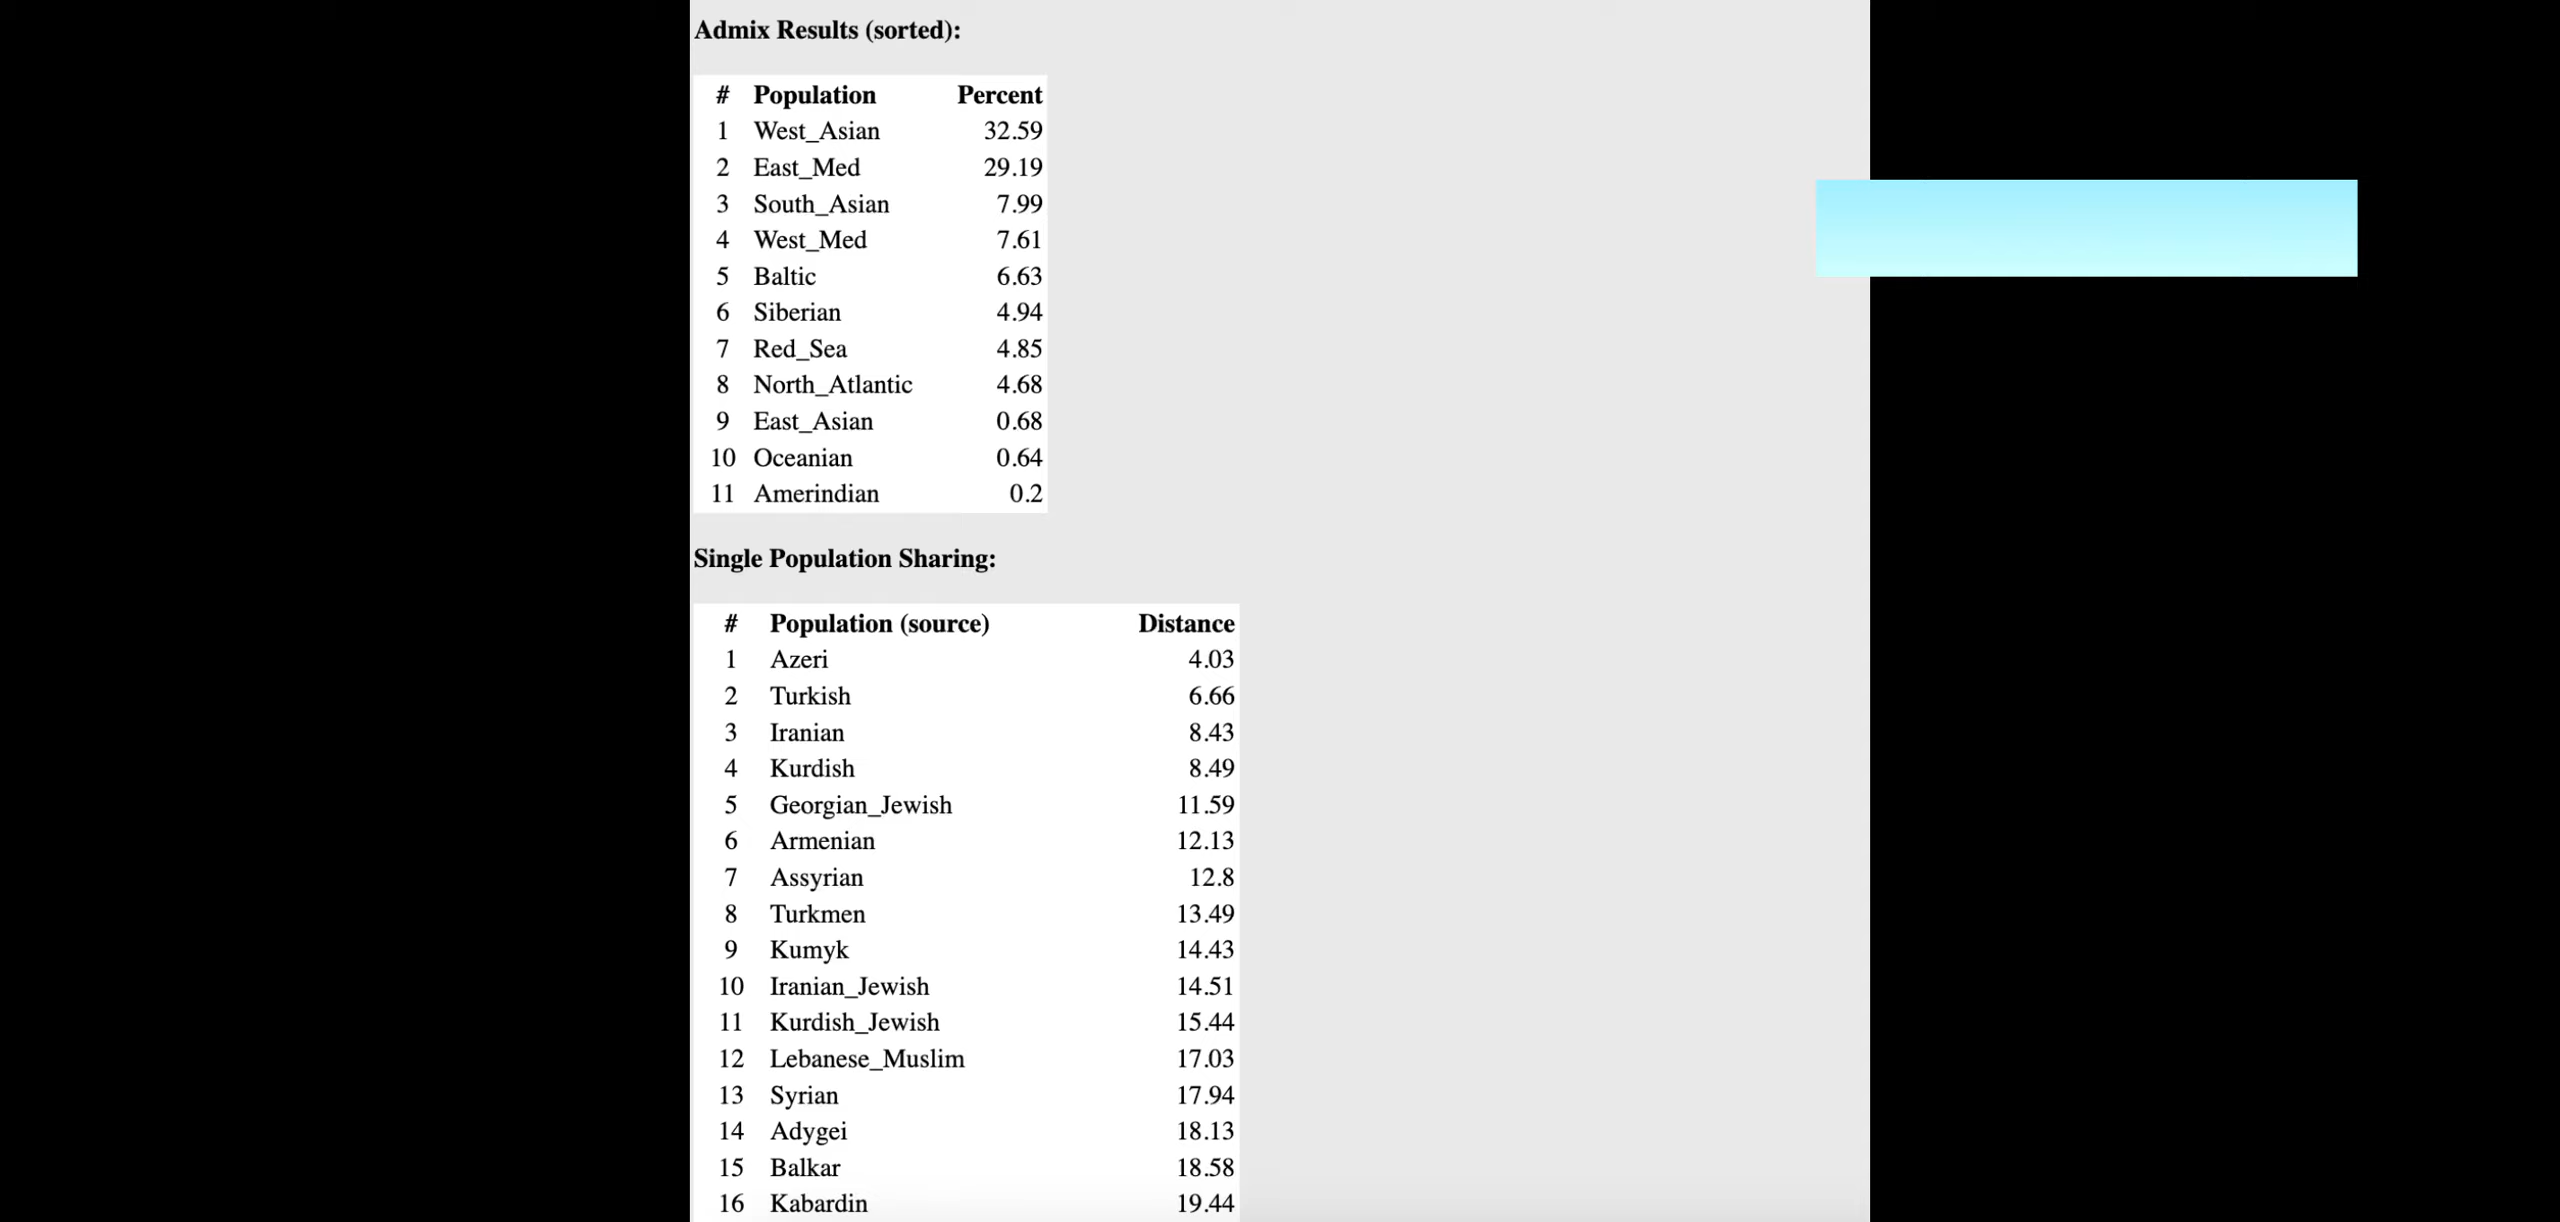 Admix Results (sorted):
# Population Percent
1 West_Asian 32.59
2 East_Med 29.19
3 South_Asian 7.99
4 West_Med 7.61
5 Baltic 6.63
6 Siberian 4.94
7 Red_Sea 4.85
8 North_Atlantic 4.68
9 East_Asian 0.68
10 Oceanian 0.64
11 Amerindian 0.2
Single Population Sharing:
# Population (source) Distance
1 Azeri 4.03
2 Turkish 6.66
3 Iranian 8.43
4 Kurdish 8.49
5 Georgian_Jewish 11.59
6 Armenian 12.13
7 Assyrian 12.8
8 Turkmen 13.49
9 Kumyk 14.43
10 Iranian_Jewish 14.51
11 Kurdish_Jewish 15.44
12 Lebanese_Muslim 17.03
13 Syrian 17.94
14 Adygei 18.13
15 Balkar 18.58
16 Kabardin 19.44